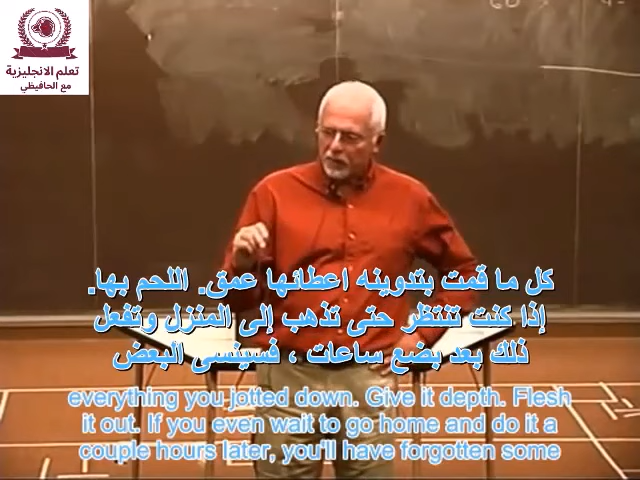 تعلم الانجليزية
مع الحافيظي
كل ما قمت بتدوينه اعطائها عمق. اللحم بها.
إذا كنت تنتظر حتى تذهب إلى المنزل وتفعل
ذلك بعد بضع ساعات ، فسينسى البعض
everything you jotted down. Give it depth. Flesh
it out. If you even wait to go home and do it a
couple hours later, you'll have forgotten some